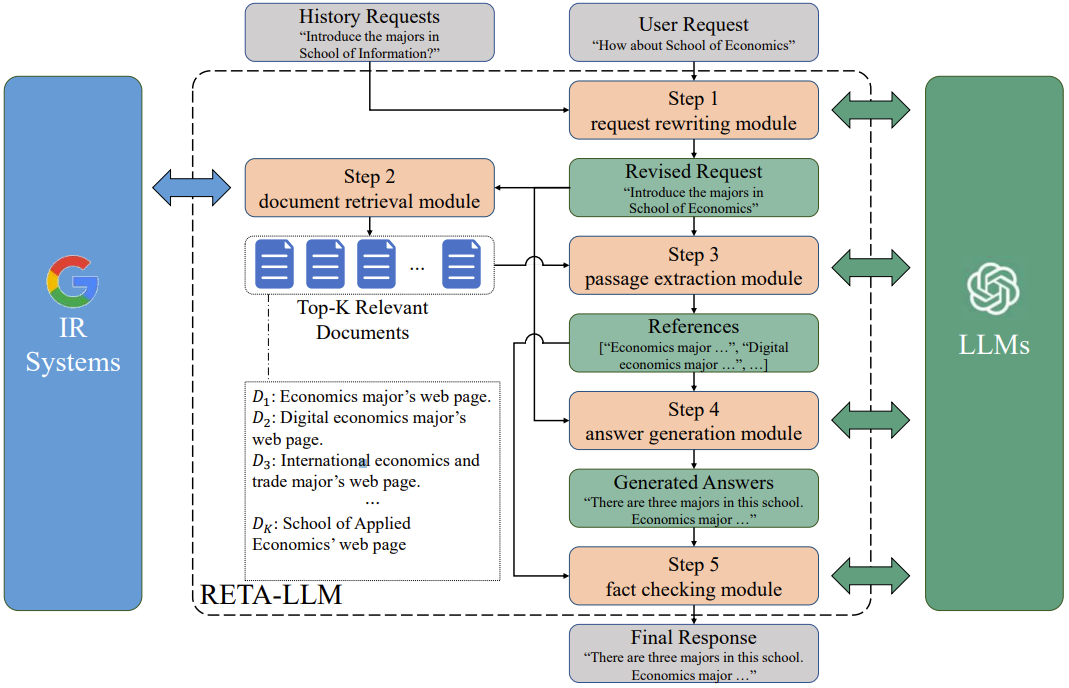 History Requests
“Introduce the majors in
School of Information?”
User Request
“How about School of Economics”
Step 1
request rewriting module
Step 2
document retrieval module
Revised Request
“Introduce the majors in
School of Economics”
Step 3
passage extraction module
...
Top-K Relevant
Documents
IR
Systems
LLMs
References
[“Economics major …”, “Digital
economics major …”, …]
D1: Economics major’s web page.
D2: Digital economics major’s
web page.
D3: International economics and
trade major’s web page.
…
DK: School of Applied
Economics’ web page
Step 4
answer generation module
Generated Answers
“There are three majors in this school.
Economics major …”
Step 5
fact checking module
RETA-LLM
Final Response
“There are three majors in this school.
Economics major …”